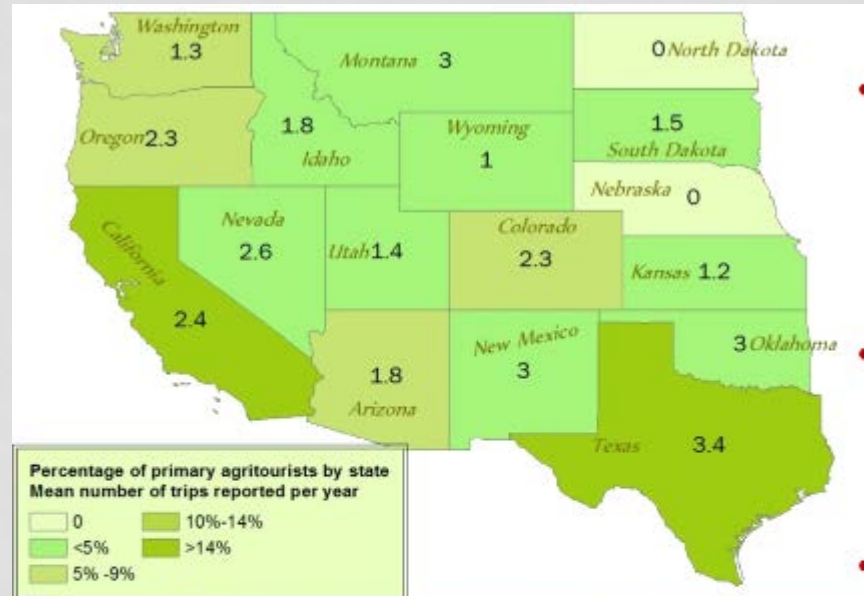 Washington
1.3
Montana 3
0 North Dakota
Oregon 2.3
1.8
Idaho
Wyoming
1
1.5
South Dakota
Nebraska 0
California
2.4
Nevada
2.6
Utah 1.4
Colorado
2.3
Kansas 1.2
1.8
Arizona
New Mexico
3
3 Oklahoma
Texas 3.4
Percentage of primary agritourists by state
Mean number of trips reported per year
0 10%-14%
<5% >14%
5% -9%